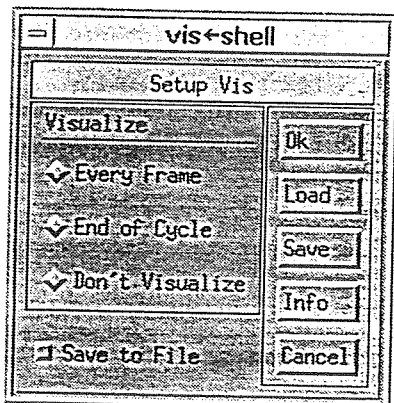 vis←shell
Setup Vis
Visualize
Every Frame
End of Cycle
Don't Visualize
Save to File
Ok
Load
Save
Info
Cancel